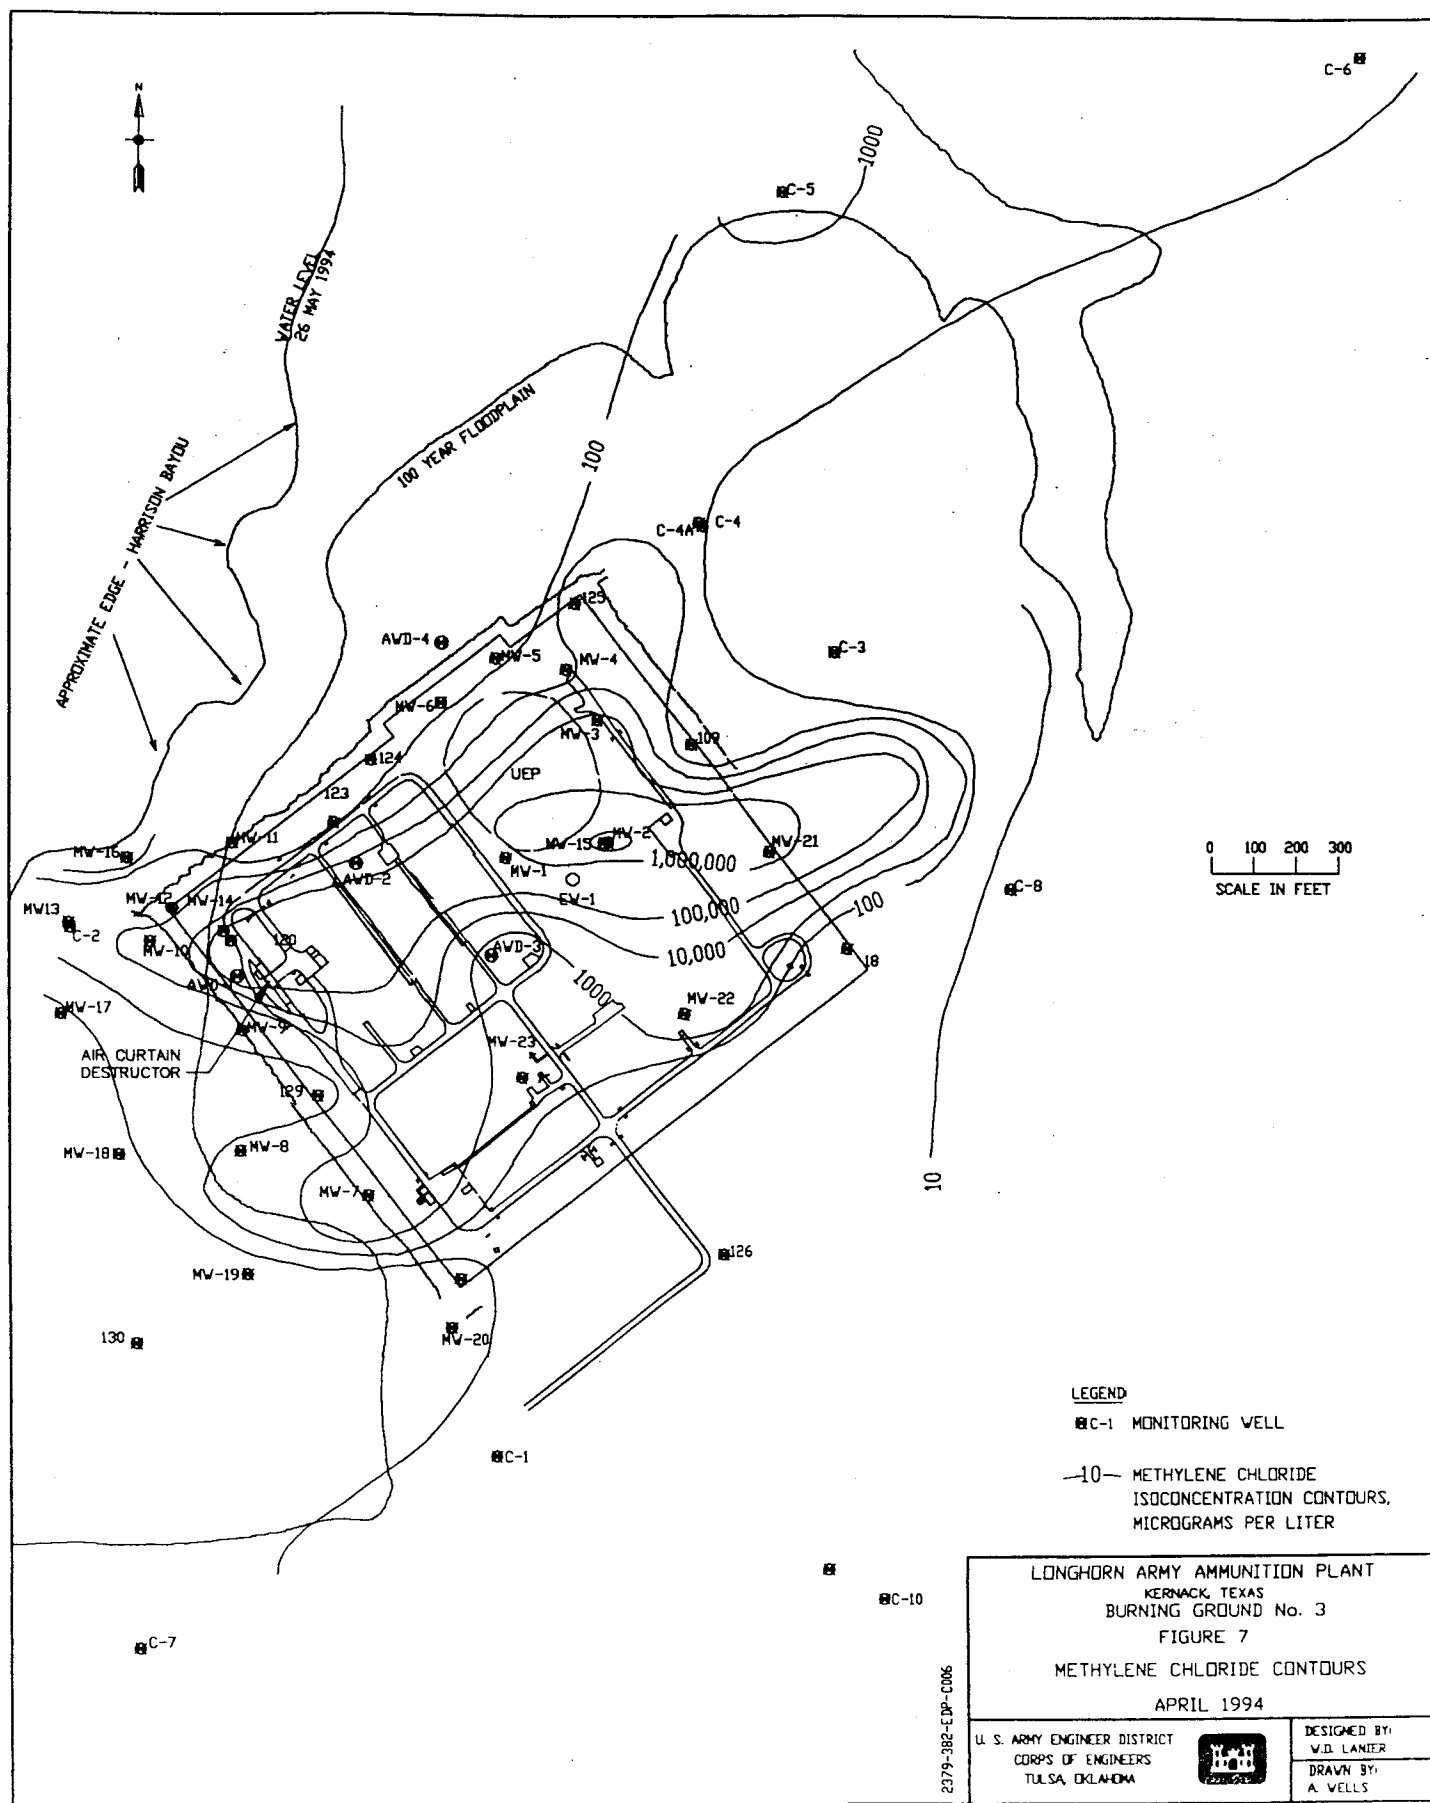 N
C-6
1000
C-5
WATER LEVEL
26 MAY 1994
100 YEAR FLOODPLAIN
100
APPROXIMATE EDGE - HARRISON BAYOU
C-4A
C-4
125
AWD-4
MW-5
MW-4
C-3
MW-6
MW-3
109
124
UEP
123
MW-11
MW-2
MW-15
MW-21
MW-16
AWD-2
MW-1
1,000,000
0 100 200 300
SCALE IN FEET
EW-1
C-8
MW-12
MW-14
MW13
100,000
100
C-2
MW-10
120
AWD-3
10,000
18
1000
MW-17
MW-22
MW-9
AIR CURTAIN
DESTRUCTOR
MW-23
129
MW-18
MW-8
MW-7
10
126
MW-19
130
MW-20
LEGEND
C-1 MONITORING WELL
C-1
10 METHYLENE CHLORIDE
ISOCONCENTRATION CONTOURS,
MICROGRAMS PER LITER
C-10
C-7
LONGHORN ARMY AMMUNITION PLANT
KERNACK, TEXAS
BURNING GROUND No. 3
FIGURE 7
METHYLENE CHLORIDE CONTOURS
APRIL 1994
2379-382-EDP-C006
U. S. ARMY ENGINEER DISTRICT
CORPS OF ENGINEERS
TULSA, OKLAHOMA
DESIGNED BY:
W.D. LANIER
DRAWN BY:
A. WELLS